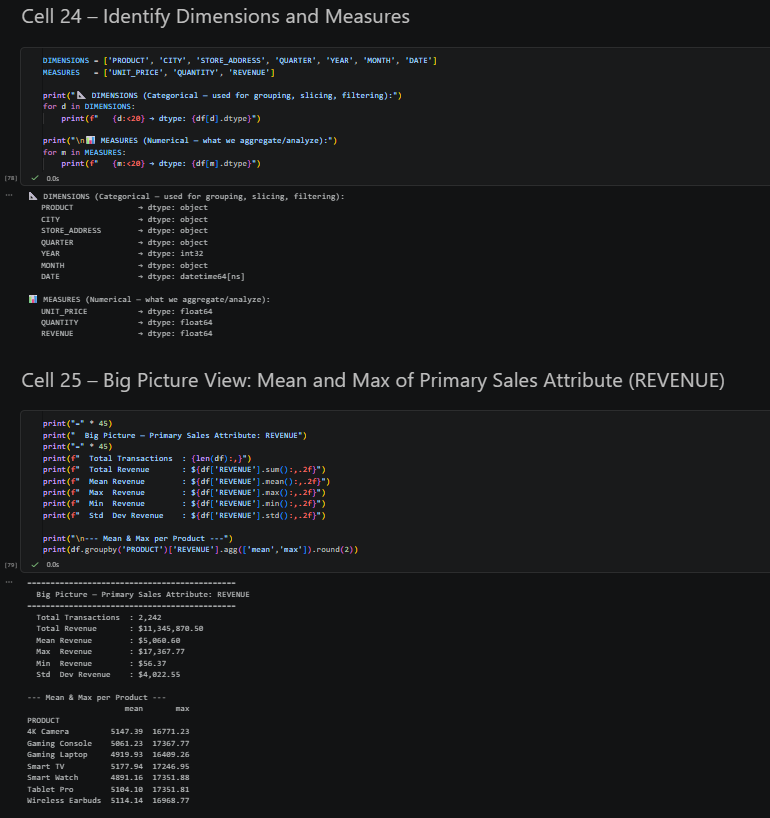 Cell 24 – Identify Dimensions and Measures
DIMENSIONS = ['PRODUCT', 'CITY', 'STORE_ADDRESS', 'QUARTER', 'YEAR', 'MONTH', 'DATE']
MEASURES   = ['UNIT_PRICE', 'QUANTITY', 'REVENUE']
print("📐 DIMENSIONS (Categorical — used for grouping, slicing, filtering):")
for d in DIMENSIONS:
    print(f"   {d:<20} → dtype: {df[d].dtype}")
print("\n📊 MEASURES (Numerical — what we aggregate/analyze):")
for m in MEASURES:
    print(f"   {m:<20} → dtype: {df[m].dtype}")
[78] ✓ 0.0s
... 📐 DIMENSIONS (Categorical — used for grouping, slicing, filtering):
   PRODUCT              → dtype: object
   CITY                 → dtype: object
   STORE_ADDRESS        → dtype: object
   QUARTER              → dtype: object
   YEAR                 → dtype: int32
   MONTH                → dtype: object
   DATE                 → dtype: datetime64[ns]
📊 MEASURES (Numerical — what we aggregate/analyze):
   UNIT_PRICE           → dtype: float64
   QUANTITY             → dtype: float64
   REVENUE              → dtype: float64
Cell 25 – Big Picture View: Mean and Max of Primary Sales Attribute (REVENUE)
print("=" * 45)
print("  Big Picture — Primary Sales Attribute: REVENUE")
print("=" * 45)
print(f"  Total Transactions  : {len(df):,}")
print(f"  Total Revenue       : ${df['REVENUE'].sum():,.2f}")
print(f"  Mean Revenue        : ${df['REVENUE'].mean():,.2f}")
print(f"  Max  Revenue        : ${df['REVENUE'].max():,.2f}")
print(f"  Min  Revenue        : ${df['REVENUE'].min():,.2f}")
print(f"  Std  Dev Revenue    : ${df['REVENUE'].std():,.2f}")
print("\n--- Mean & Max per Product ---")
print(df.groupby('PRODUCT')['REVENUE'].agg(['mean','max']).round(2))
[79] ✓ 0.0s
... =============================================
  Big Picture — Primary Sales Attribute: REVENUE
=============================================
  Total Transactions  : 2,242
  Total Revenue       : $11,345,870.50
  Mean Revenue        : $5,060.60
  Max  Revenue        : $17,367.77
  Min  Revenue        : $56.37
  Std  Dev Revenue    : $4,022.55
--- Mean & Max per Product ---
                     mean       max
PRODUCT
4K Camera         5147.39  16771.23
Gaming Console    5061.23  17367.77
Gaming Laptop     4919.93  16409.26
Smart TV          5177.94  17246.95
Smart Watch       4891.16  17351.88
Tablet Pro        5104.10  17351.81
Wireless Earbuds  5114.14  16968.77